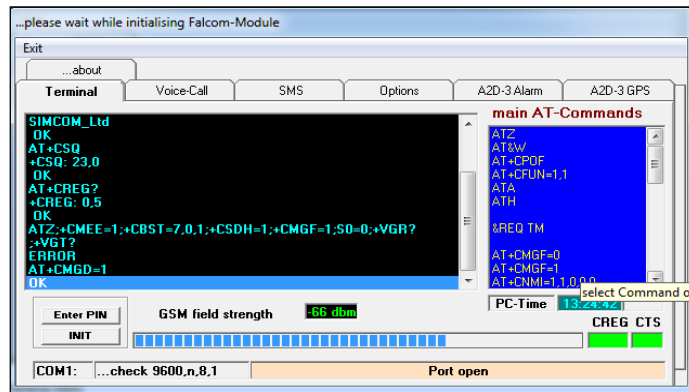 ...please wait while initialising Falcom-Module
Exit
...about
Terminal
Voice-Call
SMS
Options
A2D-3 Alarm
A2D-3 GPS
SIMCOM_Ltd
OK
AT+CSQ
+CSQ: 23,0
OK
AT+CREG?
+CREG: 0,5
OK
ATZ;+CMEE=1;+CBST=7,0,1;+CSDH=1;+CMGF=1;S0=0;+VGR?
;+VGT?
ERROR
AT+CMGD=1
OK
main AT-Commands
ATZ
AT&W
AT+CPOF
AT+CFUN=1,1
ATA
ATH
&REQ TM
AT+CMGF=0
AT+CMGF=1
AT+CNMI=1,1,0,0,0
select Command o
Enter PIN
GSM field strength
-66 dbm
PC-Time
13:24:42
INIT
CREG CTS
COM1:
...check 9600,n,8,1
Port open